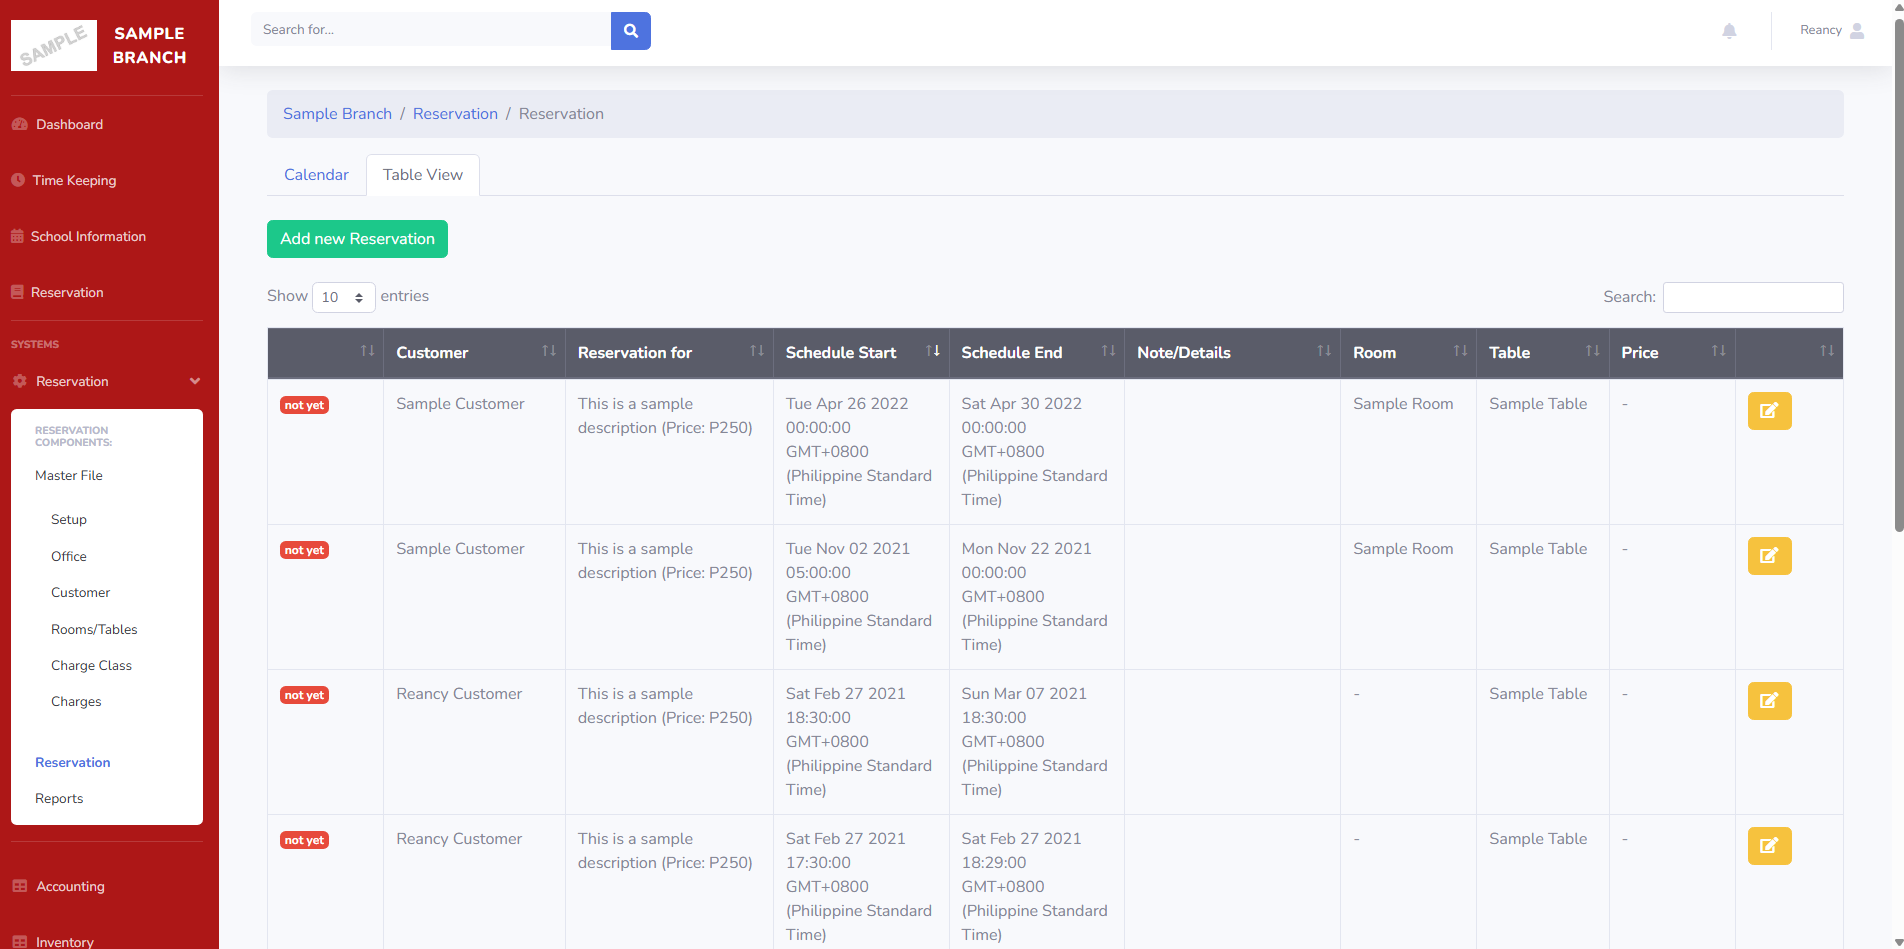 SAMPLE
SAMPLE
BRANCH
Dashboard
Time Keeping
School Information
Reservation
SYSTEMS
Reservation
RESERVATION
COMPONENTS:
Master File
Setup
Office
Customer
Rooms/Tables
Charge Class
Charges
Reservation
Reports
Accounting
Inventory
Search for...
Reancy
Sample Branch / Reservation / Reservation
Calendar
Table View
Add new Reservation
Show 10 entries
Search:
Customer Reservation for Schedule Start Schedule End Note/Details Room Table Price
not yet Sample Customer This is a sample Tue Apr 26 2022 Sat Apr 30 2022 Sample Room Sample Table -
description (Price: P250) 00:00:00 00:00:00
GMT+0800 GMT+0800
(Philippine Standard (Philippine Standard
Time) Time)
not yet Sample Customer This is a sample Tue Nov 02 2021 Mon Nov 22 2021 Sample Room Sample Table -
description (Price: P250) 05:00:00 00:00:00
GMT+0800 GMT+0800
(Philippine Standard (Philippine Standard
Time) Time)
not yet Reancy Customer This is a sample Sat Feb 27 2021 Sun Mar 07 2021 - Sample Table -
description (Price: P250) 18:30:00 18:30:00
GMT+0800 GMT+0800
(Philippine Standard (Philippine Standard
Time) Time)
not yet Reancy Customer This is a sample Sat Feb 27 2021 Sat Feb 27 2021 - Sample Table -
description (Price: P250) 17:30:00 18:29:00
GMT+0800 GMT+0800
(Philippine Standard (Philippine Standard
Time) Time)